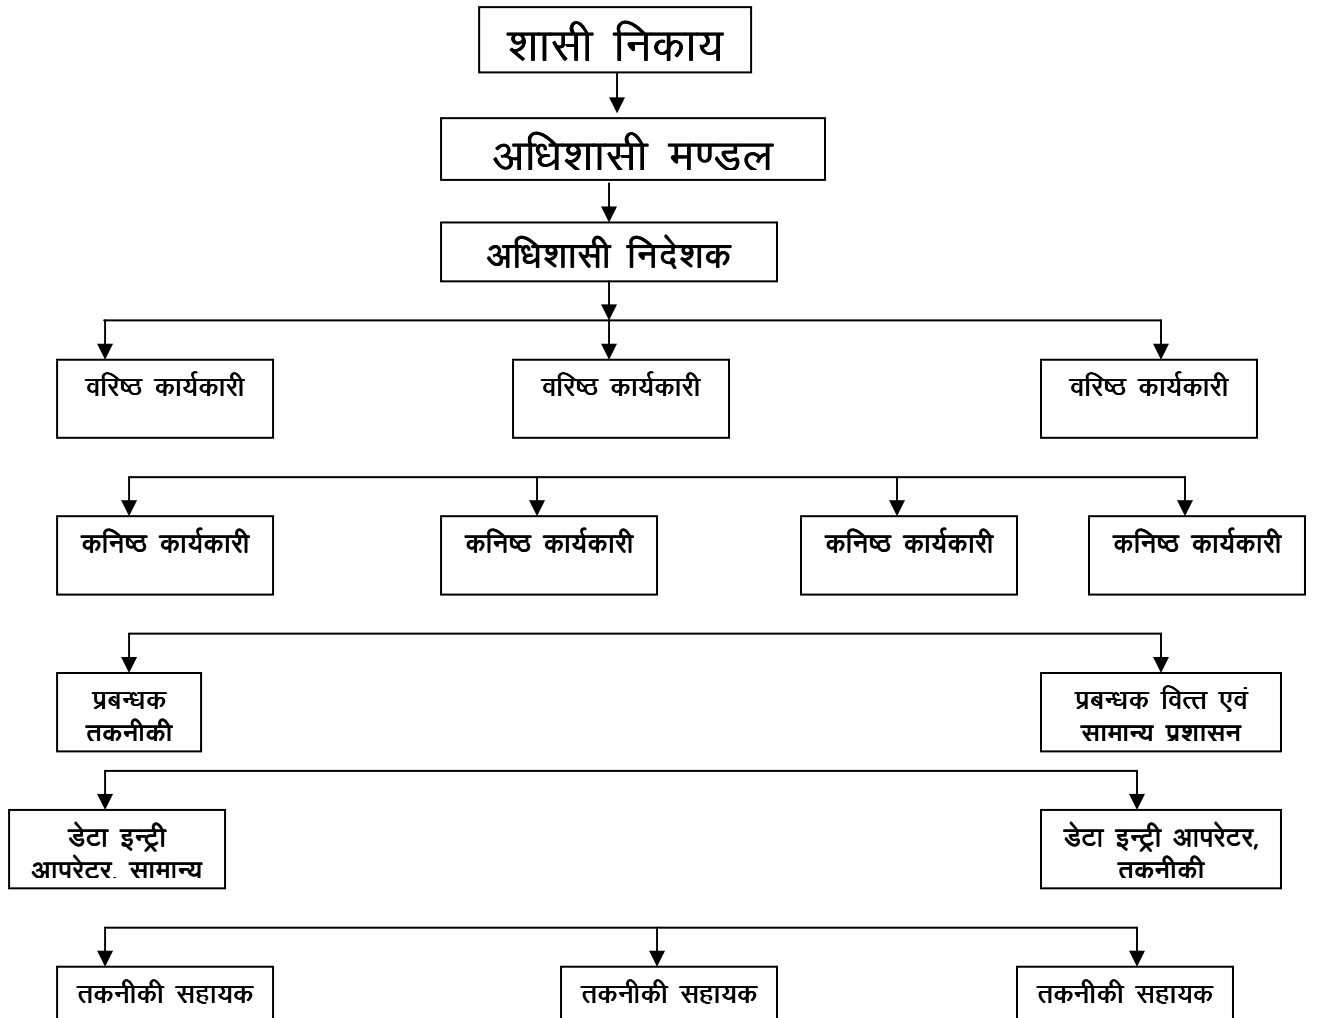 शासी निकाय
अधिशासी मण्डल
अधिशासी निदेशक
वरिष्ठ कार्यकारी
वरिष्ठ कार्यकारी
वरिष्ठ कार्यकारी
कनिष्ठ कार्यकारी
कनिष्ठ कार्यकारी
कनिष्ठ कार्यकारी
कनिष्ठ कार्यकारी
प्रबन्धक
तकनीकी
प्रबन्धक वित्त एवं
सामान्य प्रशासन
डेटा इन्ट्री
आपरेटर, सामान्य
डेटा इन्ट्री आपरेटर,
तकनीकी
तकनीकी सहायक
तकनीकी सहायक
तकनीकी सहायक